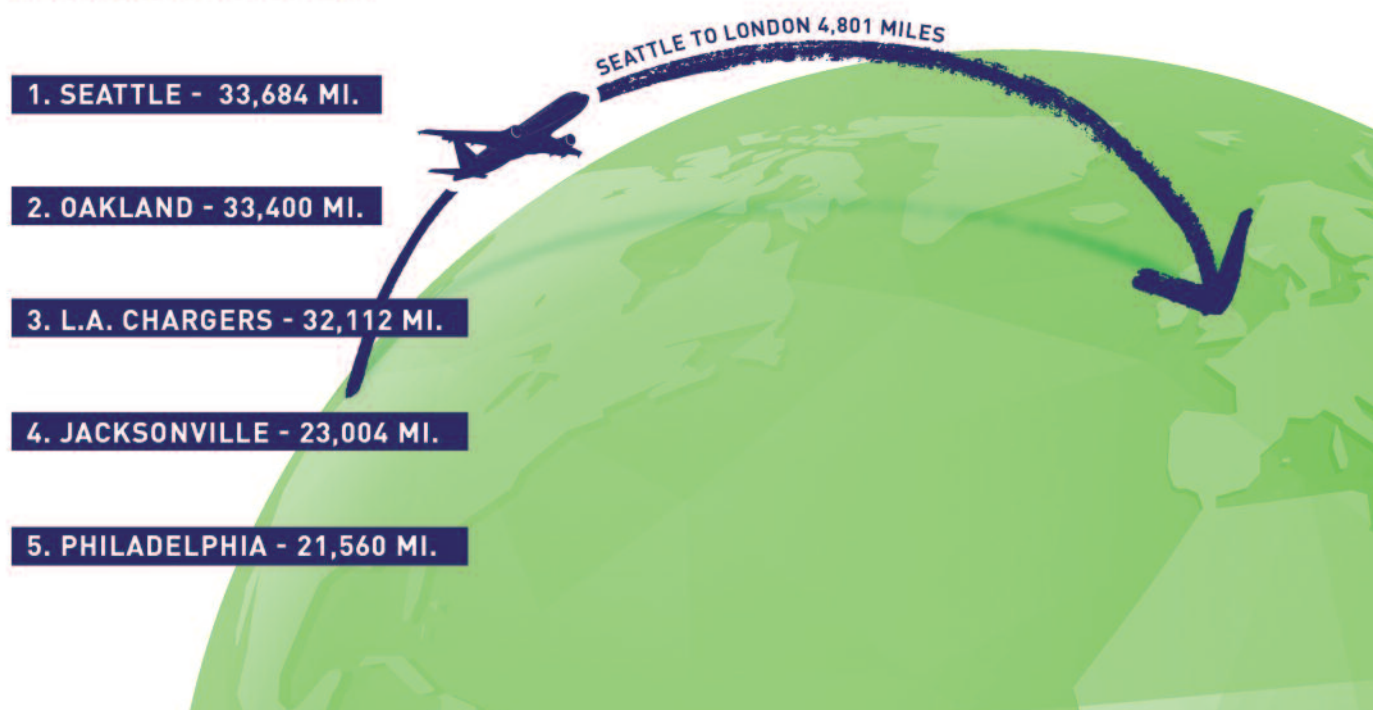 SEATTLE TO LONDON 4,801 MILES
1. SEATTLE - 33,684 MI.
2. OAKLAND - 33,400 MI.
3. L.A. CHARGERS - 32,112 MI.
4. JACKSONVILLE - 23,004 MI.
5. PHILADELPHIA - 21,560 MI.